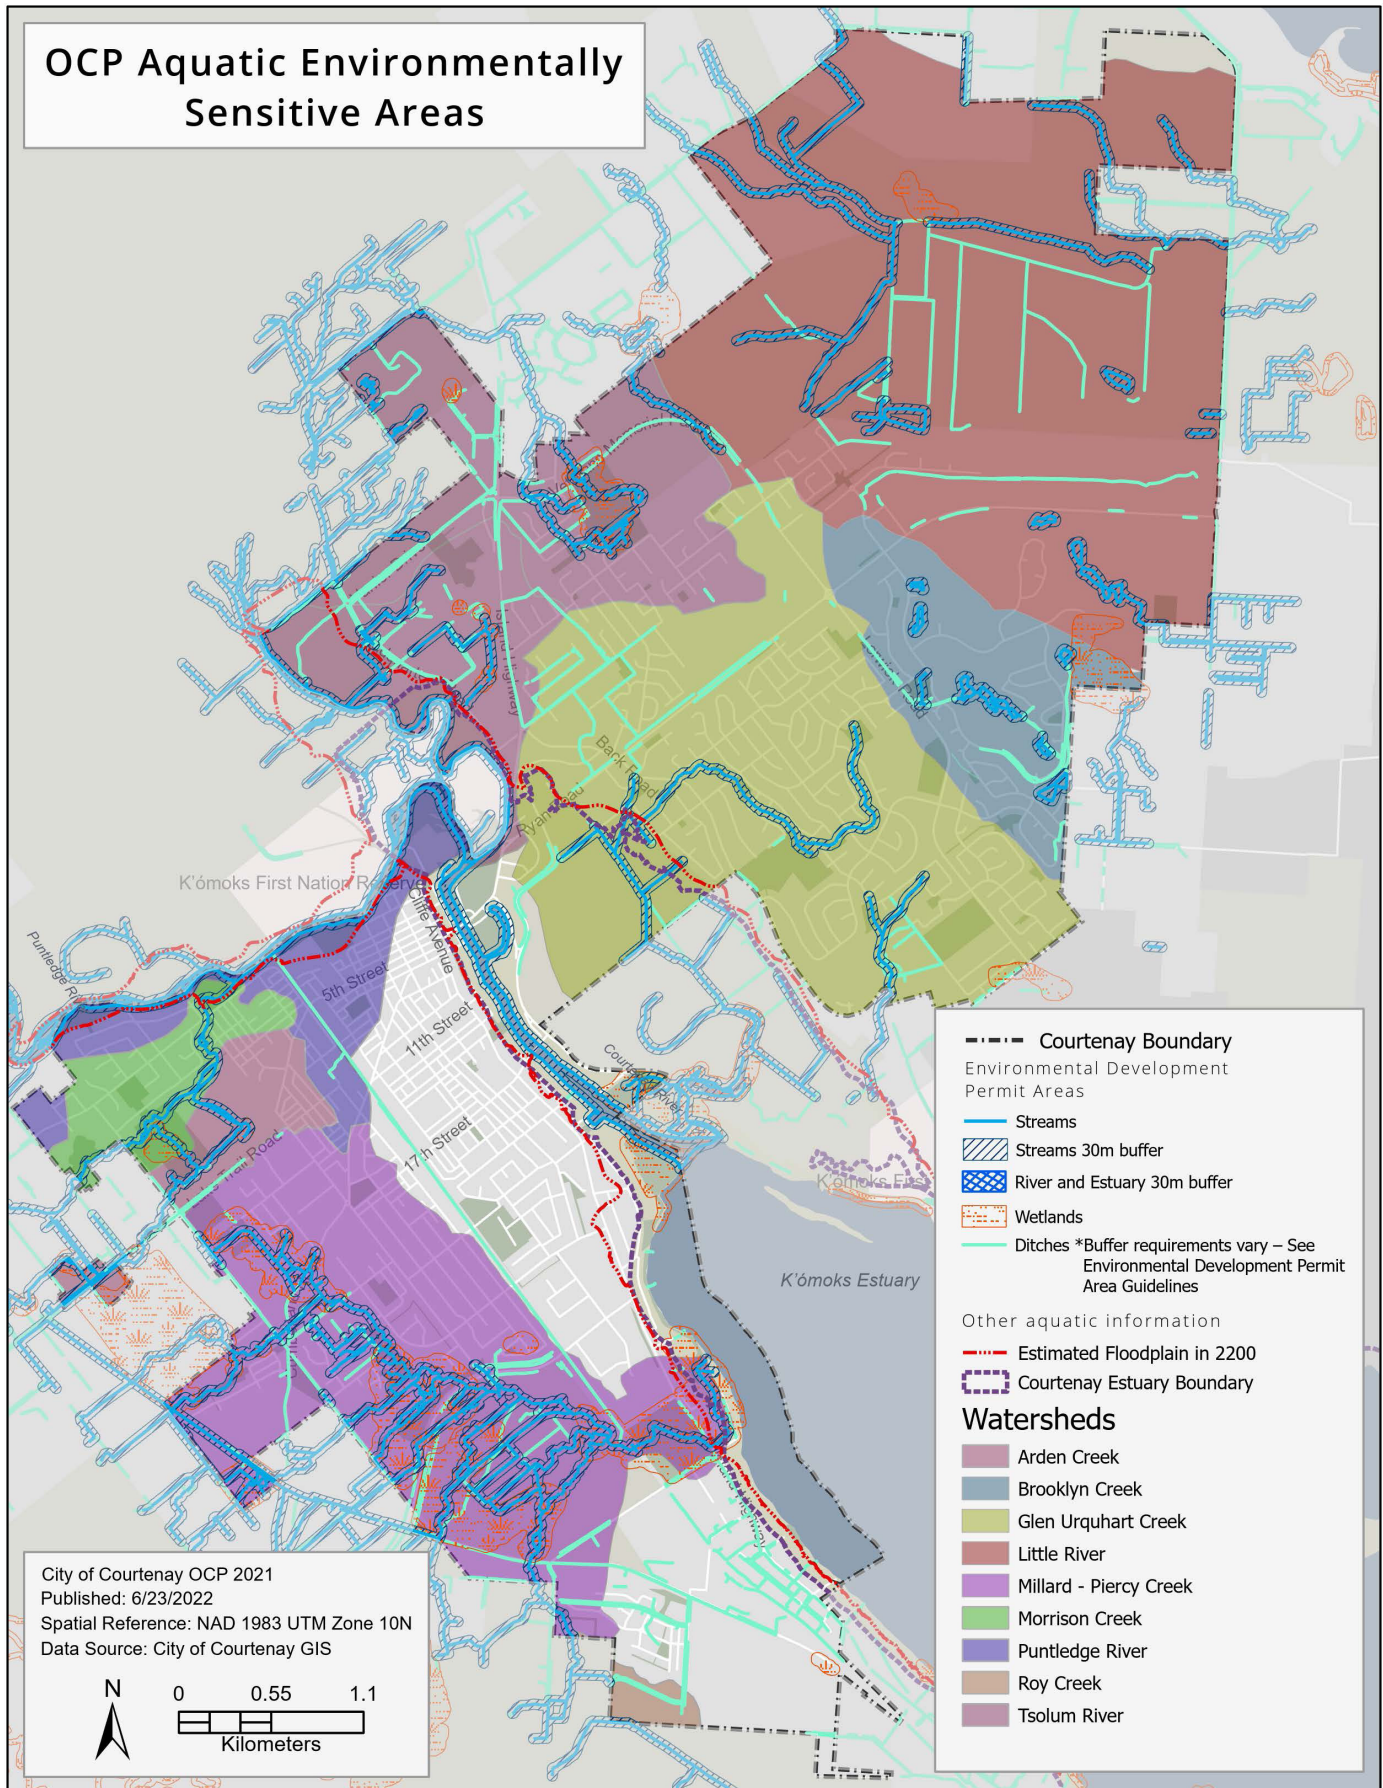 OCP Aquatic Environmentally
Sensitive Areas
Island Highway
Back Road
Ryan
K'ómoks First Nation Reserve
Cliffe Avenue
5th Street
11th Street
17th Street
Road
K'ómoks First
K'ómoks Estuary
Courtenay Boundary
Environmental Development
Permit Areas
Streams
Streams 30m buffer
River and Estuary 30m buffer
Wetlands
Ditches *Buffer requirements vary – See
Environmental Development Permit
Area Guidelines
Other aquatic information
Estimated Floodplain in 2200
Courtenay Estuary Boundary
Watersheds
Arden Creek
Brooklyn Creek
Glen Urquhart Creek
Little River
Millard - Piercy Creek
Morrison Creek
Puntledge River
Roy Creek
Tsolum River
City of Courtenay OCP 2021
Published: 6/23/2022
Spatial Reference: NAD 1983 UTM Zone 10N
Data Source: City of Courtenay GIS
N
0 0.55 1.1
Kilometers